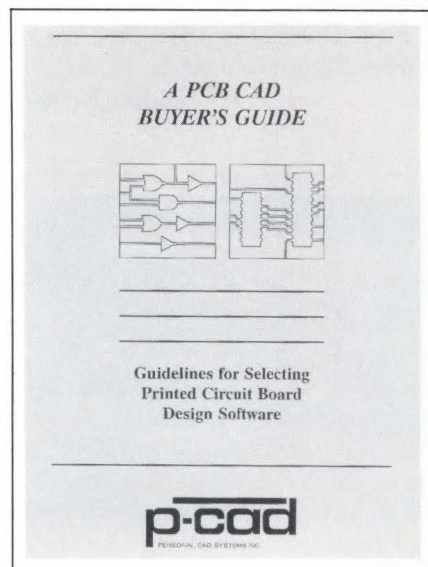 A PCB CAD
BUYER'S GUIDE
Guidelines for Selecting
Printed Circuit Board
Design Software
p-cad
PERSONAL CAD SYSTEMS INC